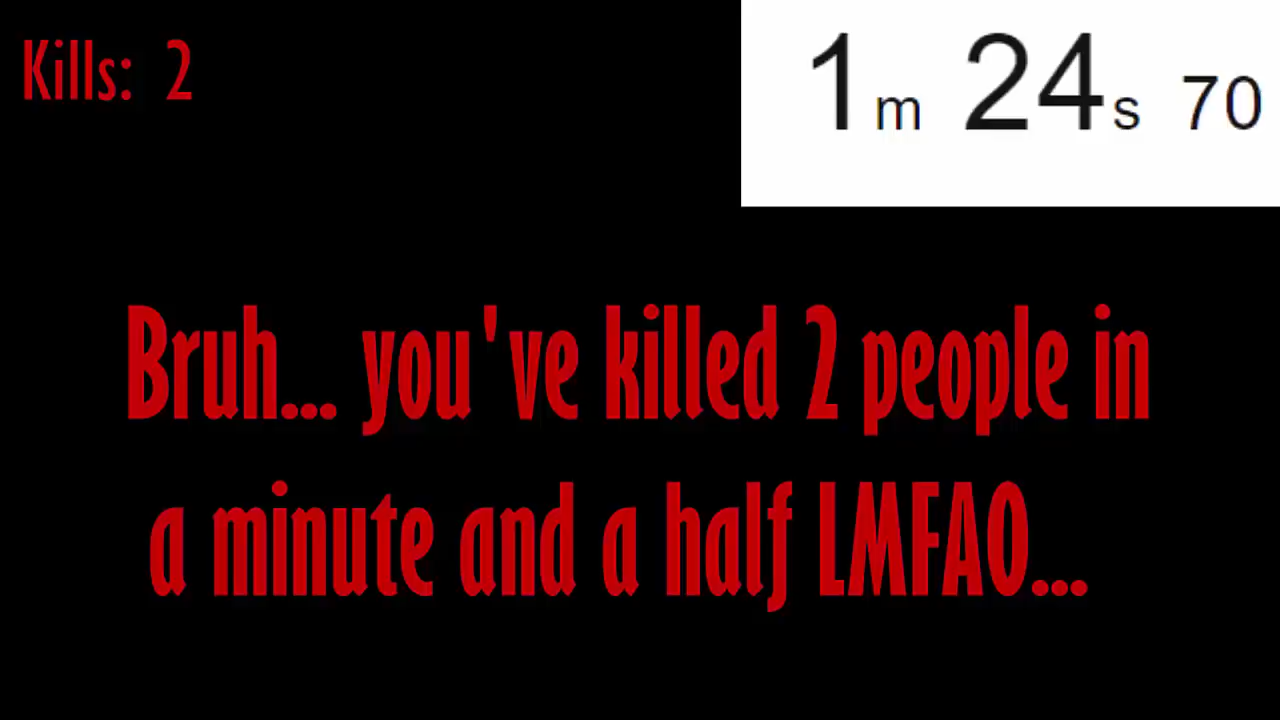 Kills: 2
1m 24s 70
Bruh... you've killed 2 people in
a minute and a half LMFAO...